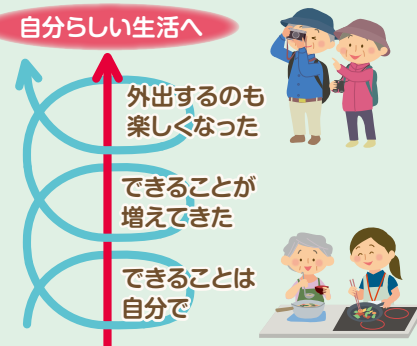 自分らしい生活へ
外出するのも
楽しくなった
できることが
増えてきた
できることは
自分で